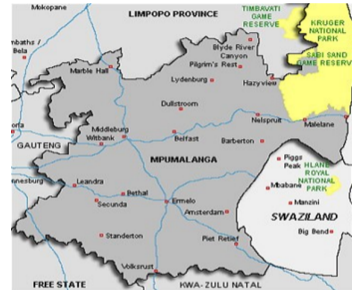 Mokopane
LIMPOPO PROVINCE
TIMBAVATI
GAME
RESERVE
KRUGER
NATIONAL
PARK
SABI SAND
GAME RESERVE
Blyde River
Canyon
Pilgrim's Rest
Marble Hall
Lydenburg
Hazyview
Dullstroom
Middelburg
Witbank
Belfast
Nelspruit
Malelane
Barberton
GAUTENG
MPUMALANGA
Piggs
Peak
HLANE
ROYAL
NATIONAL
PARK
Mbabane
Manzini
SWAZILAND
Big Bend
Leandra
Bethal
Secunda
Ermelo
Amsterdam
Standerton
Piet Retief
Volksrust
FREE STATE
KWA-ZULU NATAL